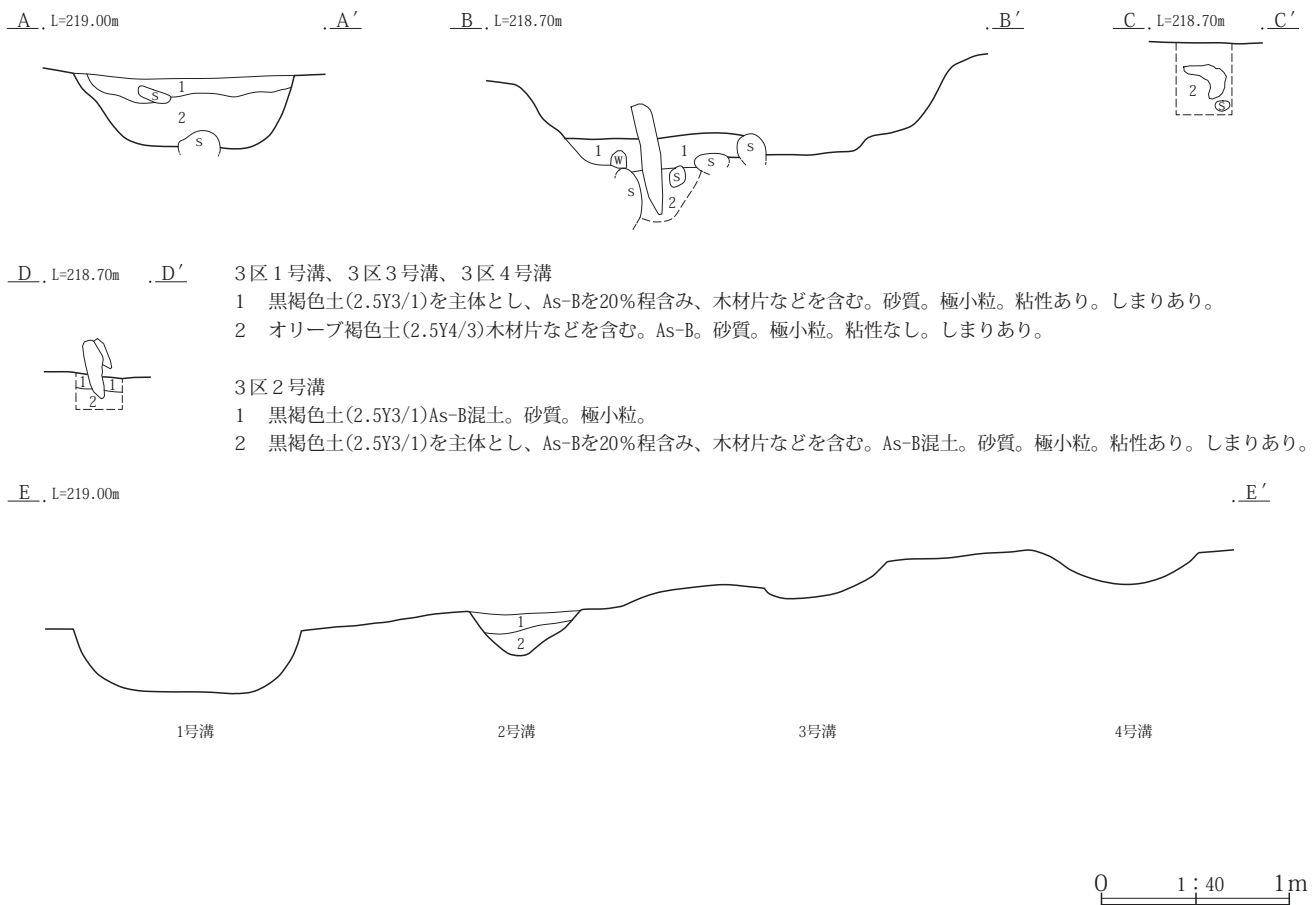 A L=219.00m A′ B L=218.70m B′ C L=218.70m C′
1
S
2
S
1 W 1 S S
S S 2
2
S
D L=218.70m D′
1 1
2
3区1号溝、3区3号溝、3区4号溝
1 黒褐色土(2.5Y3/1)を主体とし、As-Bを20%程含み、木材片などを含む。砂質。極小粒。粘性あり。しまりあり。
2 オリーブ褐色土(2.5Y4/3)木材片などを含む。As-B。砂質。極小粒。粘性なし。しまりあり。
3区2号溝
1 黒褐色土(2.5Y3/1)As-B混土。砂質。極小粒。
2 黒褐色土(2.5Y3/1)を主体とし、As-Bを20%程含み、木材片などを含む。As-B混土。砂質。極小粒。粘性あり。しまりあり。
E L=219.00m E′
1
2
1号溝 2号溝 3号溝 4号溝
0 1:40 1m